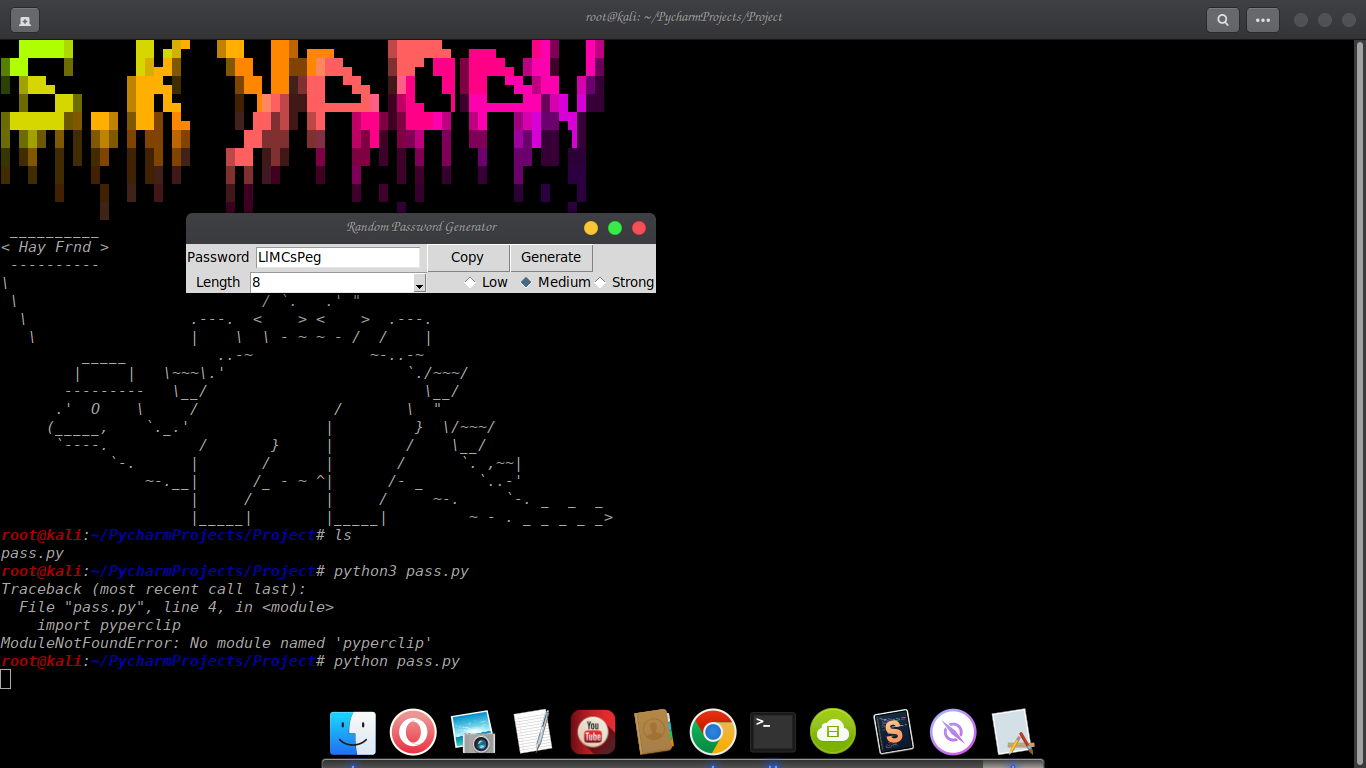 root@kali: ~/PycharmProjects/Project
< Hay Frnd >
Random Password Generator
Password LlMCsPeg Copy Generate
Length 8 Low Medium Strong
root@kali:~/PycharmProjects/Project# ls
pass.py
root@kali:~/PycharmProjects/Project# python3 pass.py
Traceback (most recent call last):
File "pass.py", line 4, in <module>
import pyperclip
ModuleNotFoundError: No module named 'pyperclip'
root@kali:~/PycharmProjects/Project# python pass.py
You
Tube
>_
S